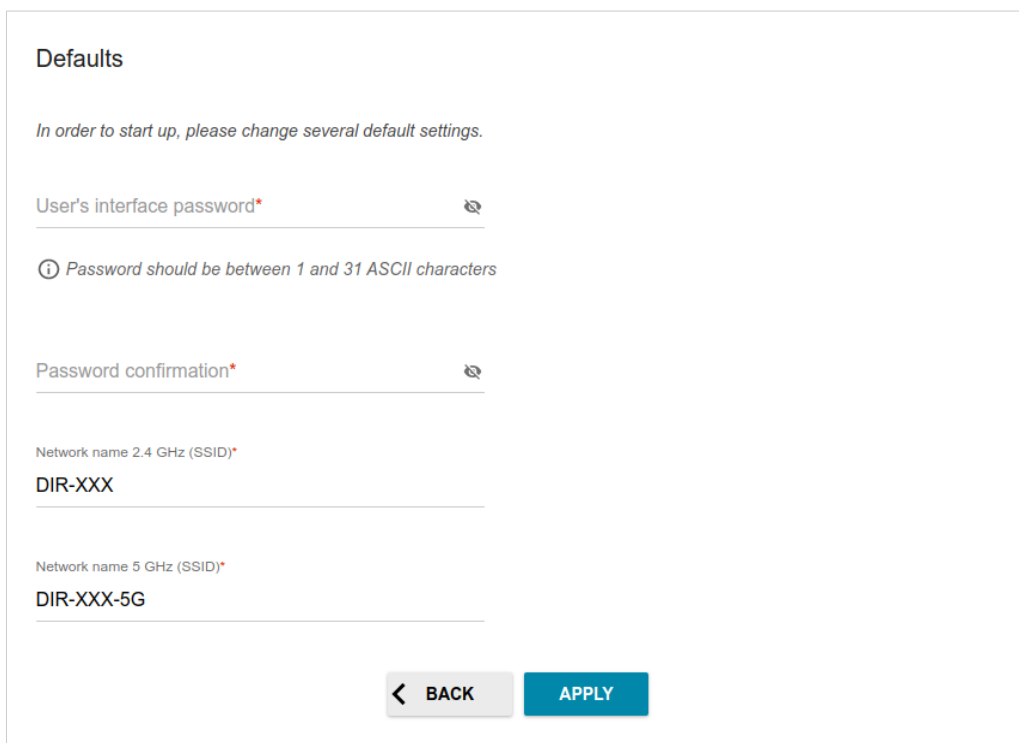 Defaults
In order to start up, please change several default settings.
User's interface password*
Password should be between 1 and 31 ASCII characters
Password confirmation*
Network name 2.4 GHz (SSID)*
DIR-XXX
Network name 5 GHz (SSID)*
DIR-XXX-5G
BACK APPLY